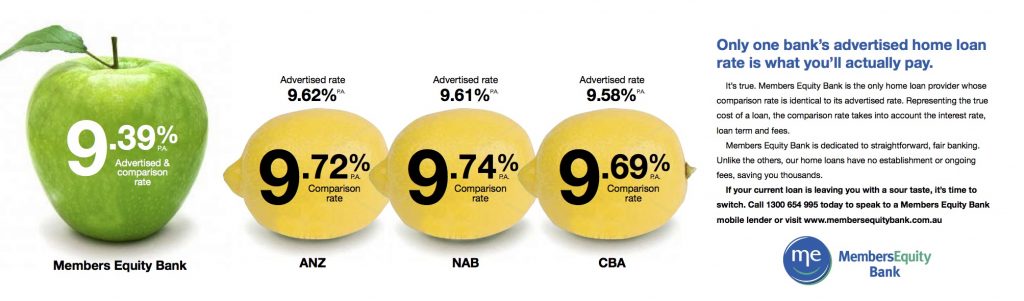 9.39% P.A.
Advertised &
comparison
rate
Members Equity Bank
Advertised rate
9.62% P.A.
9.72% P.A.
Comparison
rate
ANZ
Advertised rate
9.61% P.A.
9.74% P.A.
Comparison
rate
NAB
Advertised rate
9.58% P.A.
9.69% P.A.
Comparison
rate
CBA
Only one bank's advertised home loan
rate is what you'll actually pay.
It's true. Members Equity Bank is the only home loan provider whose
comparison rate is identical to its advertised rate. Representing the true
cost of a loan, the comparison rate takes into account the interest rate,
loan term and fees.
Members Equity Bank is dedicated to straightforward, fair banking.
Unlike the others, our home loans have no establishment or ongoing
fees, saving you thousands.
If your current loan is leaving you with a sour taste, it's time to
switch. Call 1300 654 995 today to speak to a Members Equity Bank
mobile lender or visit www.membersequitybank.com.au
me
MembersEquity
Bank